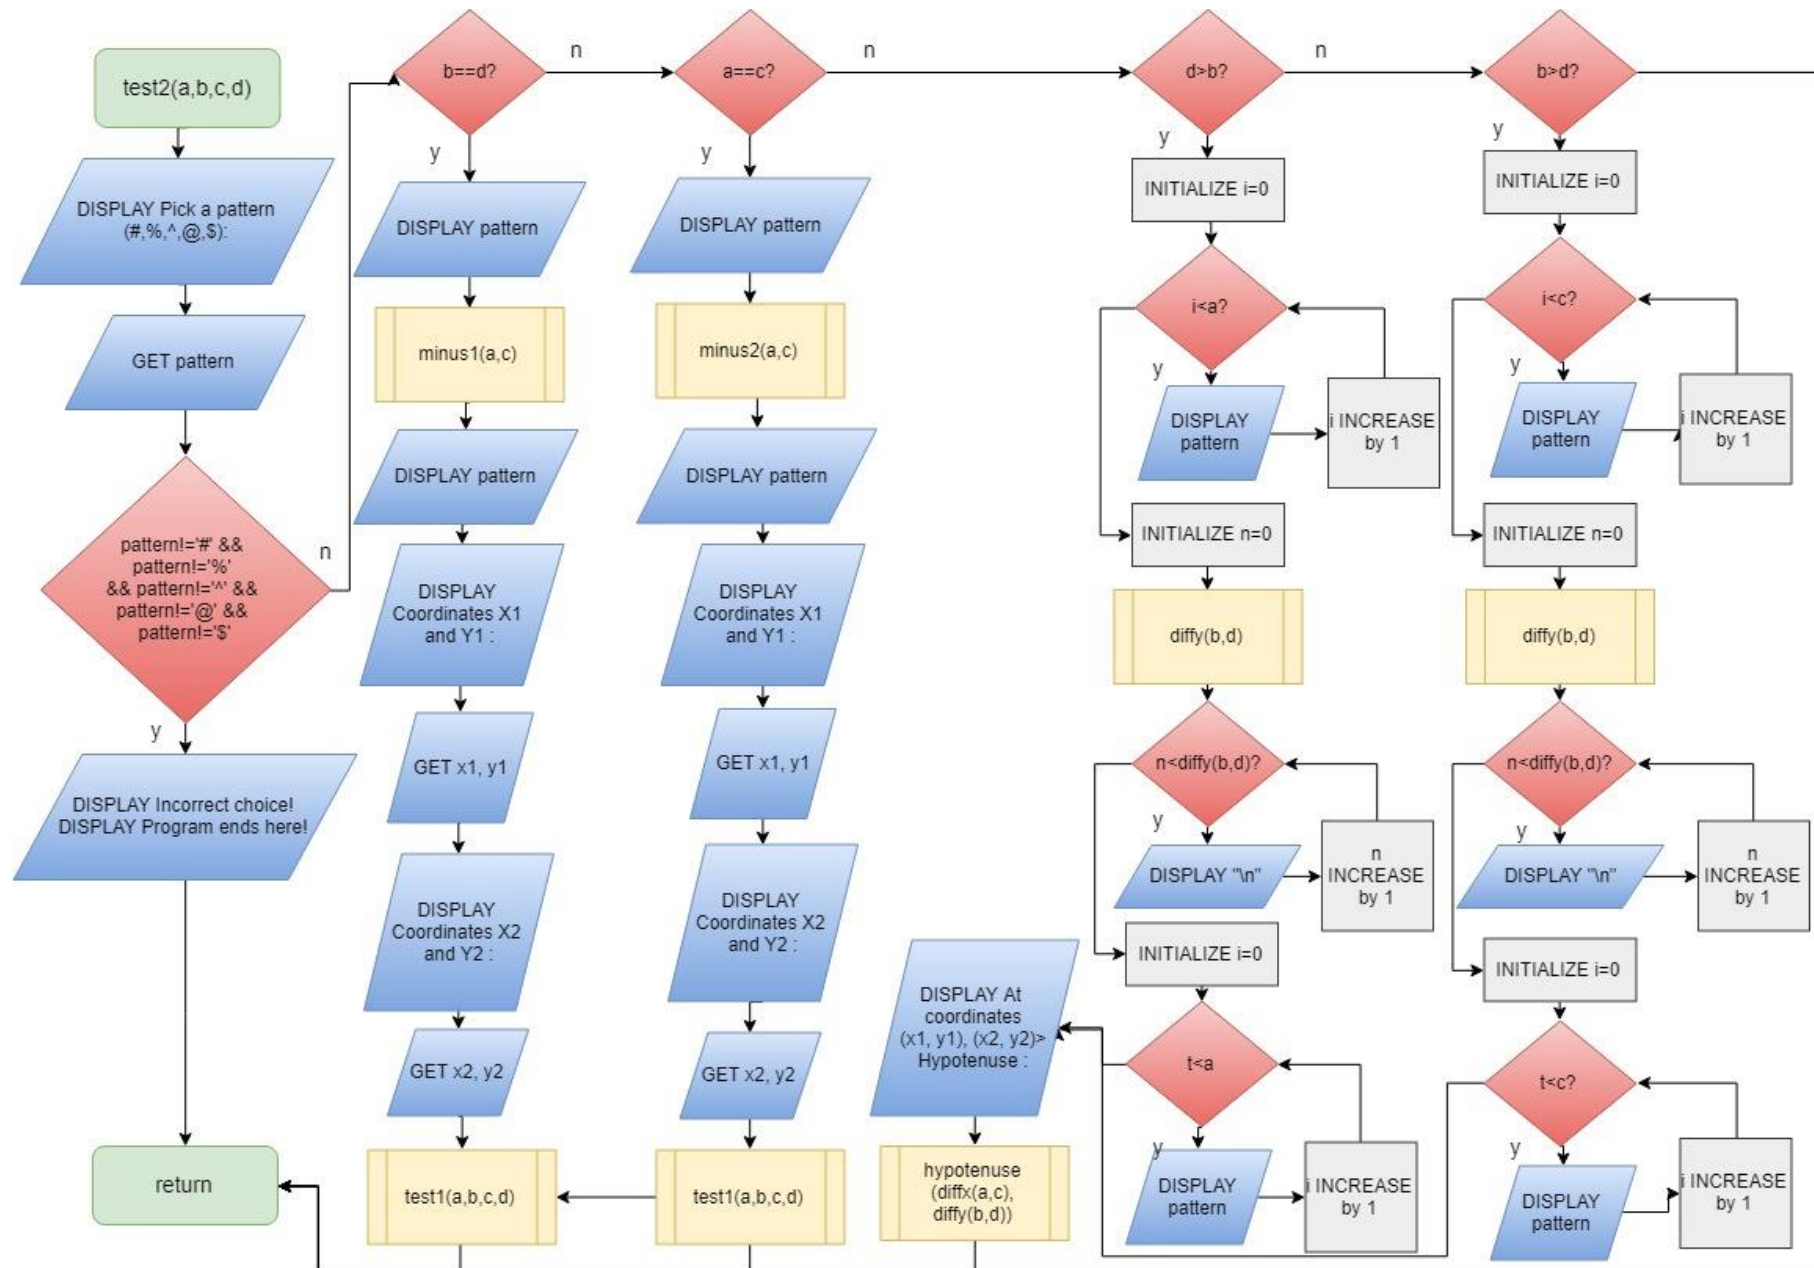 test2(a,b,c,d)
DISPLAY Pick a pattern
(#,%,^,@,$):
GET pattern
pattern!='#' &&
pattern!='%'
&& pattern!='^' &&
pattern!='@' &&
pattern!='$'
n
y
DISPLAY Incorrect choice!
DISPLAY Program ends here!
return
b==d?
n
y
DISPLAY pattern
minus1(a,c)
DISPLAY pattern
DISPLAY
Coordinates X1
and Y1 :
GET x1, y1
DISPLAY
Coordinates X2
and Y2 :
GET x2, y2
test1(a,b,c,d)
a==c?
n
y
DISPLAY pattern
minus2(a,c)
DISPLAY pattern
DISPLAY
Coordinates X1
and Y1 :
GET x1, y1
DISPLAY
Coordinates X2
and Y2 :
GET x2, y2
test1(a,b,c,d)
DISPLAY At
coordinates
(x1, y1), (x2, y2)>
Hypotenuse :
hypotenuse
(diffx(a,c),
diffy(b,d))
d>b?
n
y
INITIALIZE i=0
i<a?
y
DISPLAY
pattern
i INCREASE
by 1
INITIALIZE n=0
diffy(b,d)
n<diffy(b,d)?
y
DISPLAY "\n"
n
INCREASE
by 1
INITIALIZE i=0
t<a
y
DISPLAY
pattern
i INCREASE
by 1
b>d?
y
INITIALIZE i=0
i<c?
y
DISPLAY
pattern
i INCREASE
by 1
INITIALIZE n=0
diffy(b,d)
n<diffy(b,d)?
y
DISPLAY "\n"
n
INCREASE
by 1
INITIALIZE i=0
t<c?
y
DISPLAY
pattern
i INCREASE
by 1